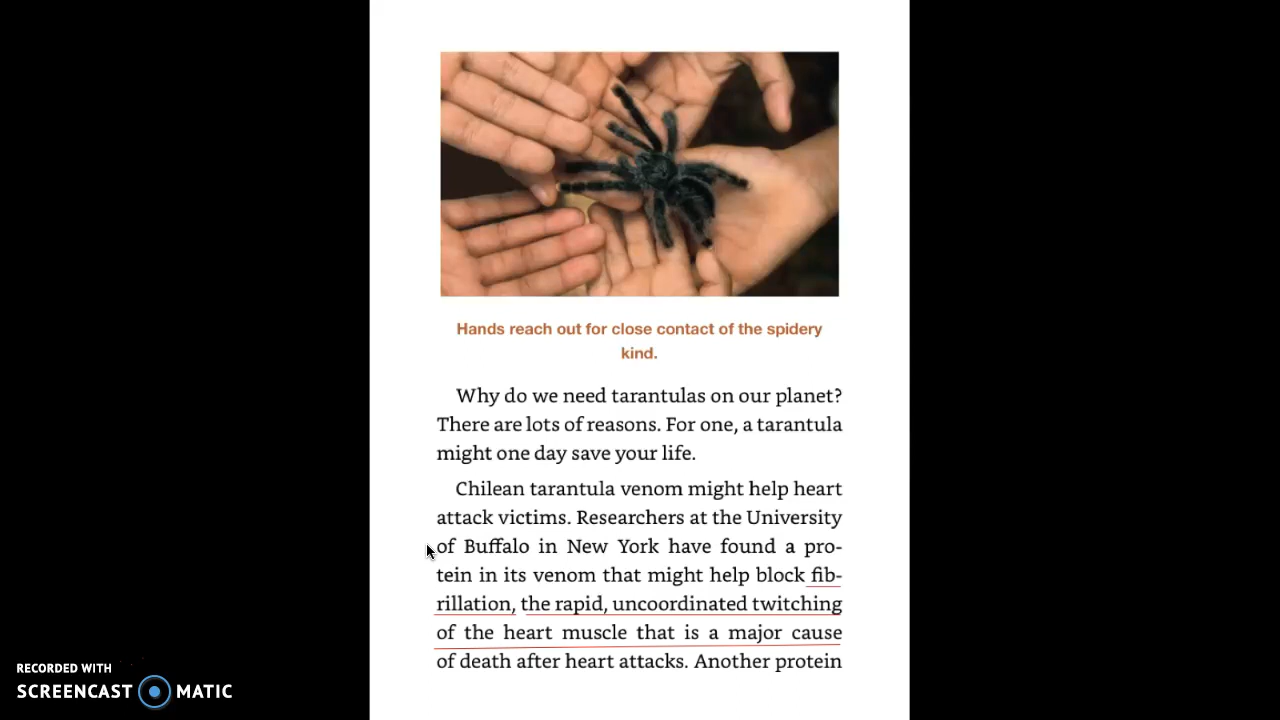 Hands reach out for close contact of the spidery
kind.
Why do we need tarantulas on our planet?
There are lots of reasons. For one, a tarantula
might one day save your life.
Chilean tarantula venom might help heart
attack victims. Researchers at the University
of Buffalo in New York have found a pro-
tein in its venom that might help block fib-
rillation, the rapid, uncoordinated twitching
of the heart muscle that is a major cause
of death after heart attacks. Another protein
RECORDED WITH
SCREENCAST MATIC